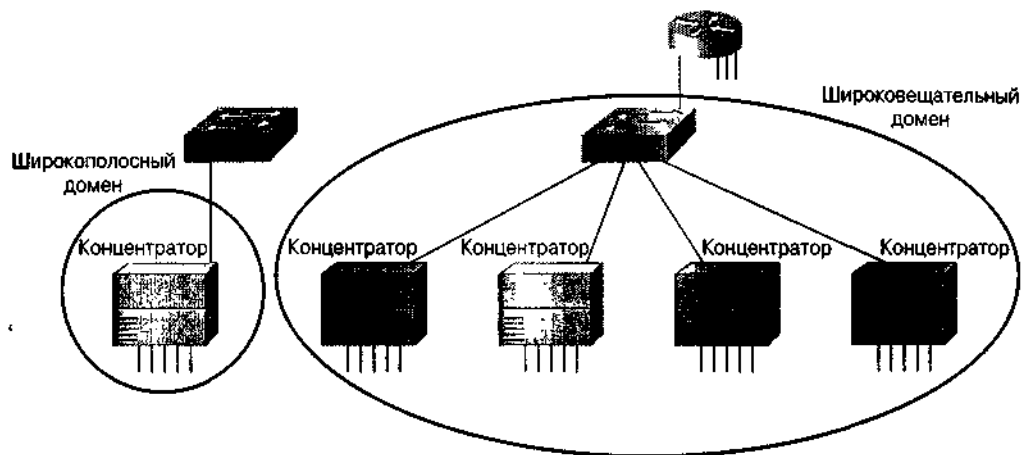 Широковещательный
домен
Широкополосный
домен
Концентратор
Концентратор
Концентратор
Концентратор
Концентратор